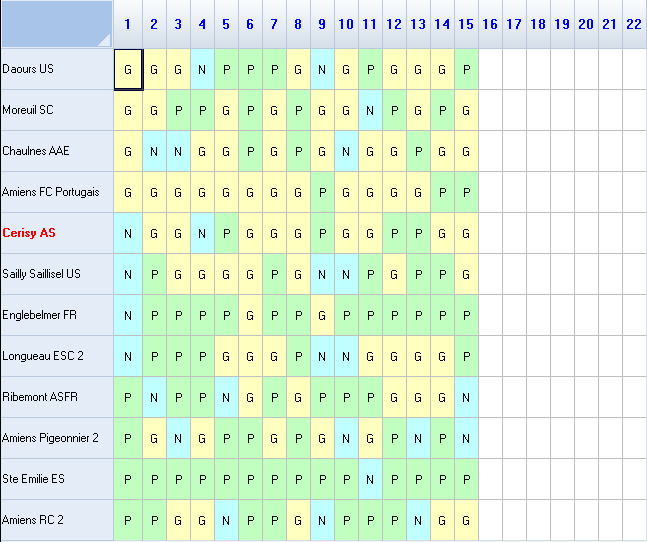 1 2 3 4 5 6 7 8 9 10 11 12 13 14 15 16 17 18 19 20 21 22
Daours US G G G N P P P G N G P G G G P
Moreuil SC G G P P G P G P G G N P G P G
Chaulnes AAE G N N G G P G P G N G G P G G
Amiens FC Portugais G G G G G G G G P G G G G P P
Cerisy AS N G G N P G G G P G G P P G G
Sailly Saillisel US N P G G G G P G N N P G P P G
Englebelmer FR N P P P P G P P G P P P P P P
Longueau ESC 2 N P P P G G G P N N G G G G P
Ribemont ASFR P N P P N G P G P P P G G G N
Amiens Pigeonnier 2 P G N G P P G P G N G P N P N
Ste Emilie ES P P P P P P P P P P N P P P P
Amiens RC 2 P P G G N P P G N P P P N G G